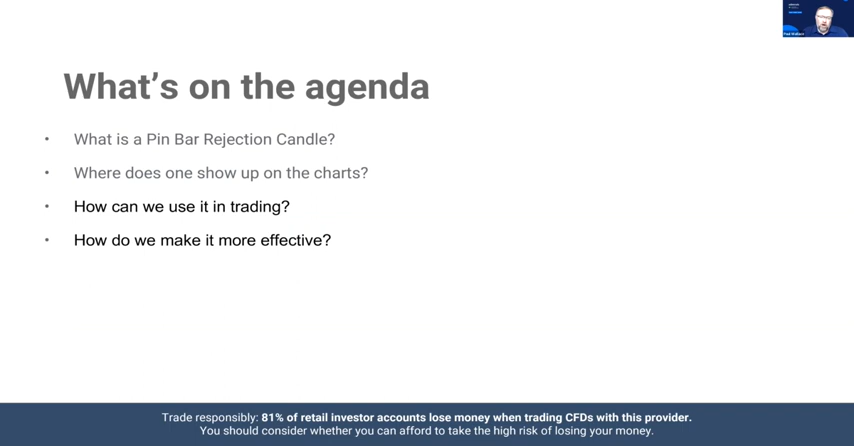 What's on the agenda
• What is a Pin Bar Rejection Candle?
• Where does one show up on the charts?
• How can we use it in trading?
• How do we make it more effective?
Trade responsibly: 81% of retail investor accounts lose money when trading CFDs with this provider.
You should consider whether you can afford to take the high risk of losing your money.